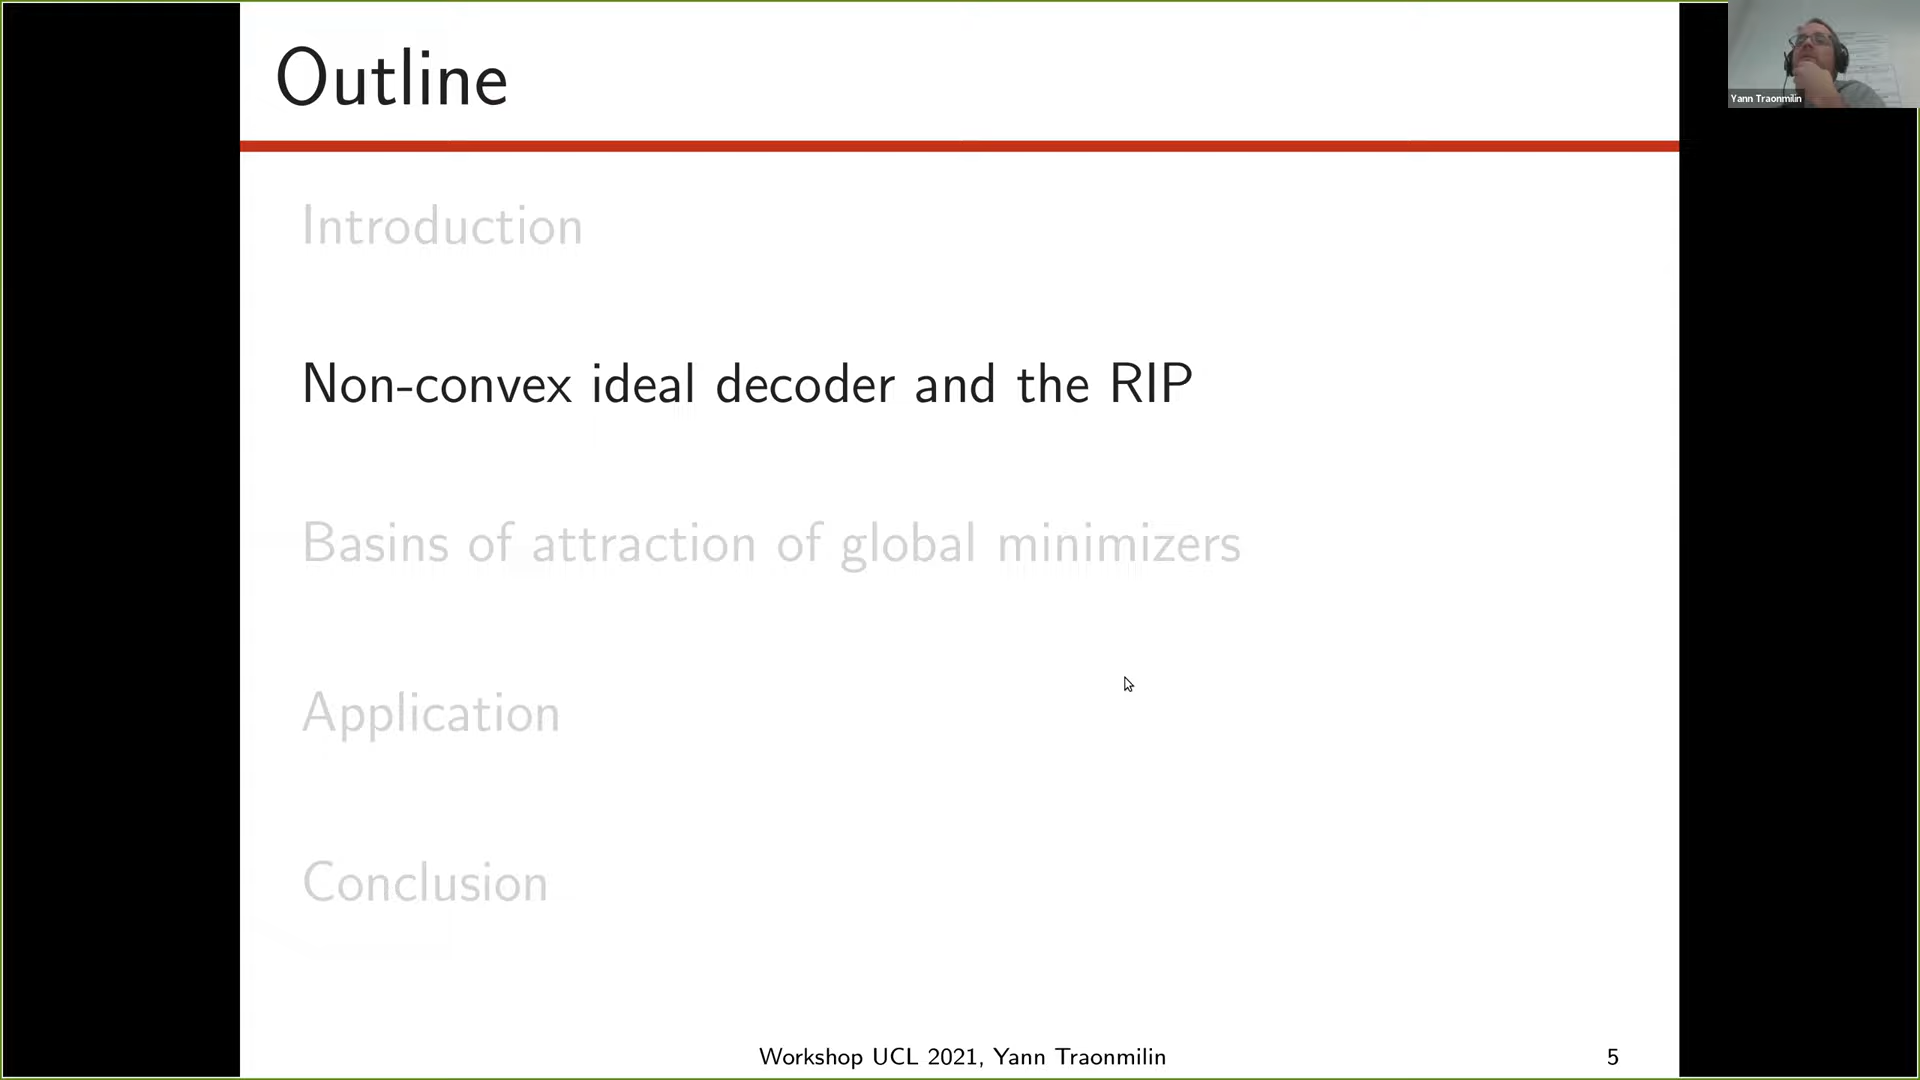 Outline
Yann Traonmilin
Introduction
Non-convex ideal decoder and the RIP
Basins of attraction of global minimizers
Application
Conclusion
Workshop UCL 2021, Yann Traonmilin
5